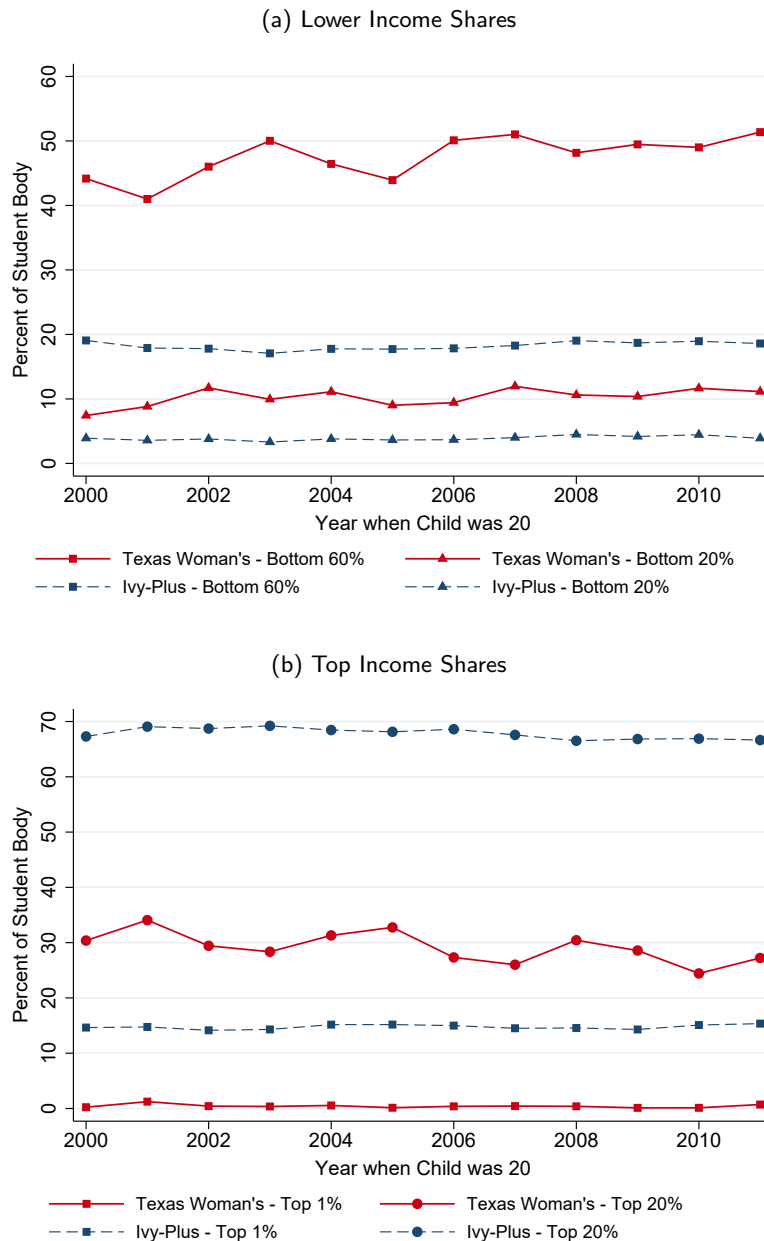 (a) Lower Income Shares
60
50
40
30
20
10
0
Percent of Student Body
2000 2002 2004 2006 2008 2010
Year when Child was 20
Texas Woman's - Bottom 60% Texas Woman's - Bottom 20%
Ivy-Plus - Bottom 60% Ivy-Plus - Bottom 20%
(b) Top Income Shares
70
60
50
40
30
20
10
0
Percent of Student Body
2000 2002 2004 2006 2008 2010
Year when Child was 20
Texas Woman's - Top 1% Texas Woman's - Top 20%
Ivy-Plus - Top 1% Ivy-Plus - Top 20%